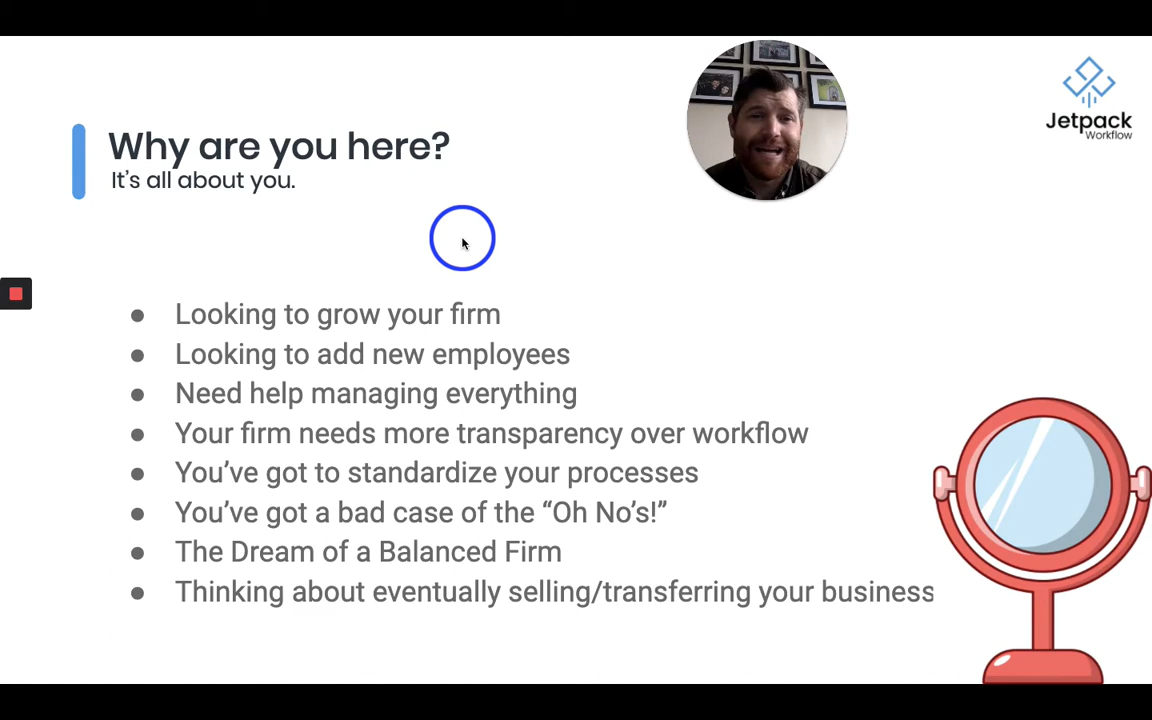 Why are you here?
It's all about you.
Jetpack
Workflow
● Looking to grow your firm
● Looking to add new employees
● Need help managing everything
● Your firm needs more transparency over workflow
● You’ve got to standardize your processes
● You’ve got a bad case of the “Oh No’s!”
● The Dream of a Balanced Firm
● Thinking about eventually selling/transferring your business